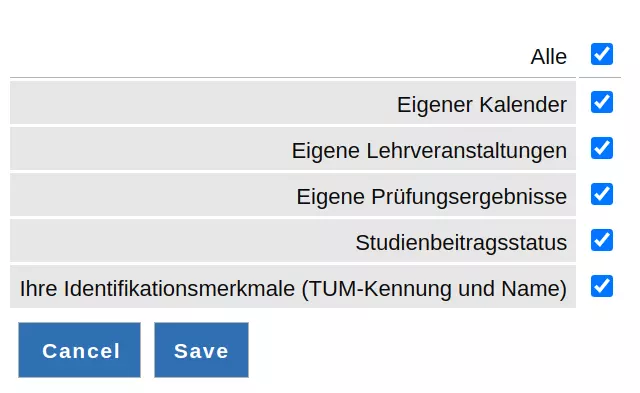 Alle
Eigener Kalender
Eigene Lehrveranstaltungen
Eigene Prüfungsergebnisse
Studienbeitragsstatus
Ihre Identifikationsmerkmale (TUM-Kennung und Name)
Cancel Save